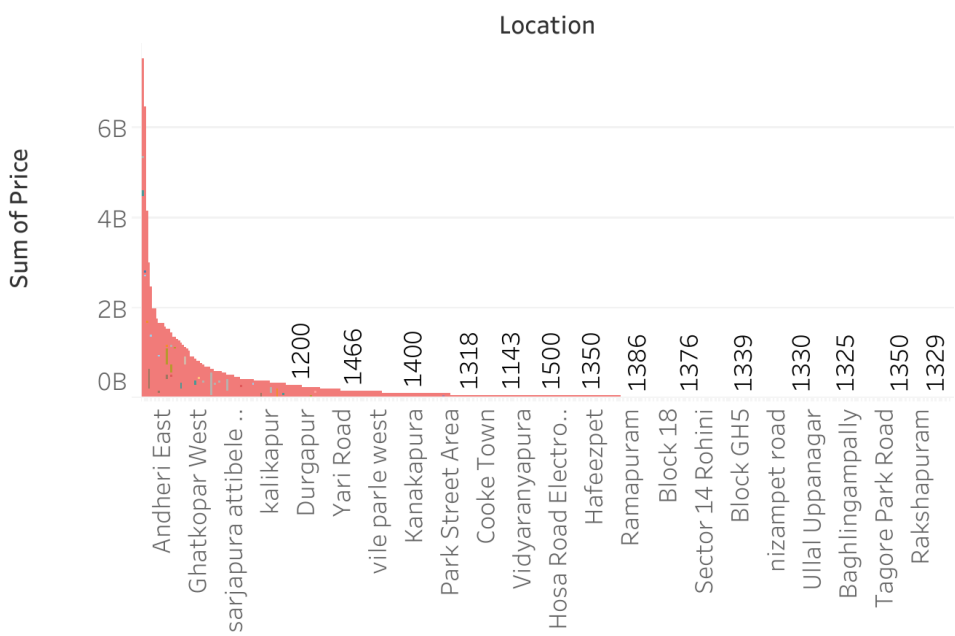 Location
Sum of Price
6B
4B
2B
0B
1200
1466
1400
1318
1143
1500
1350
1386
1376
1339
1330
1325
1350
1329
Andheri East
Ghatkopar West
sarjapura attibele ..
kalikapur
Durgapur
Yari Road
vile parle west
Kanakapura
Park Street Area
Cooke Town
Vidyaranyapura
Hosa Road Electro..
Hafeezpet
Ramapuram
Block 18
Sector 14 Rohini
Block GH5
nizampet road
Ullal Uppanagar
Baghlingampally
Tagore Park Road
Rakshapuram